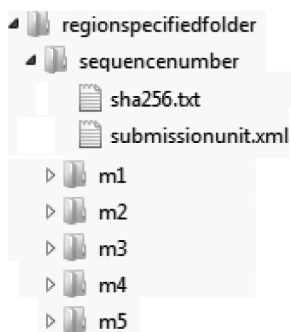 regionspecifiedfolder
sequencenumber
sha256.txt
submissionunit.xml
m1
m2
m3
m4
m5